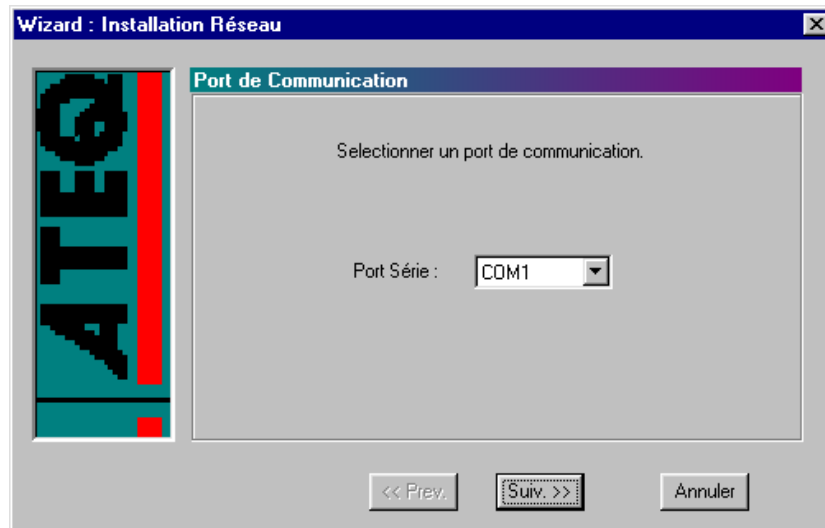 Wizard : Installation Réseau
ATEQ
Port de Communication
Selectionner un port de communication.
Port Série :
COM1
<< Prev.
Suiv. >>
Annuler